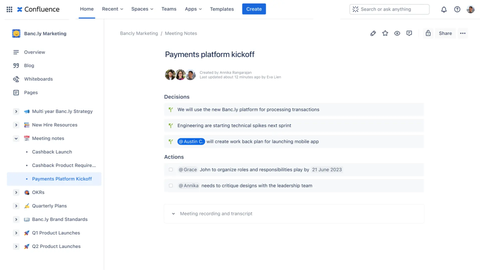 Confluence
Home Recent Spaces Teams Apps Templates Create
Search or ask anything
Banc.ly Marketing
Overview
Blog
Whiteboards
Pages
Multi year Banc.ly Strategy
New Hire Resources
Meeting notes
Cashback Launch
Cashback Product Require...
Payments Platform Kickoff
OKRs
Quarterly Plans
Banc.ly Brand Standards
Q1 Product Launches
Q2 Product Launches
Bancly Marketing / Meeting Notes
Share
Payments platform kickoff
Created by Annika Rangarajan
Last updated about 12 minutes ago by Eva Lien
Decisions
We will use the new Banc.ly platform for processing transactions
Engineering are starting technical spikes next sprint
@Austin C will create work back plan for launching mobile app
Actions
@Grace John to organize roles and responsibilities play by 21 June 2023
@Annika needs to critique designs with the leadership team
Meeting recording and transcript